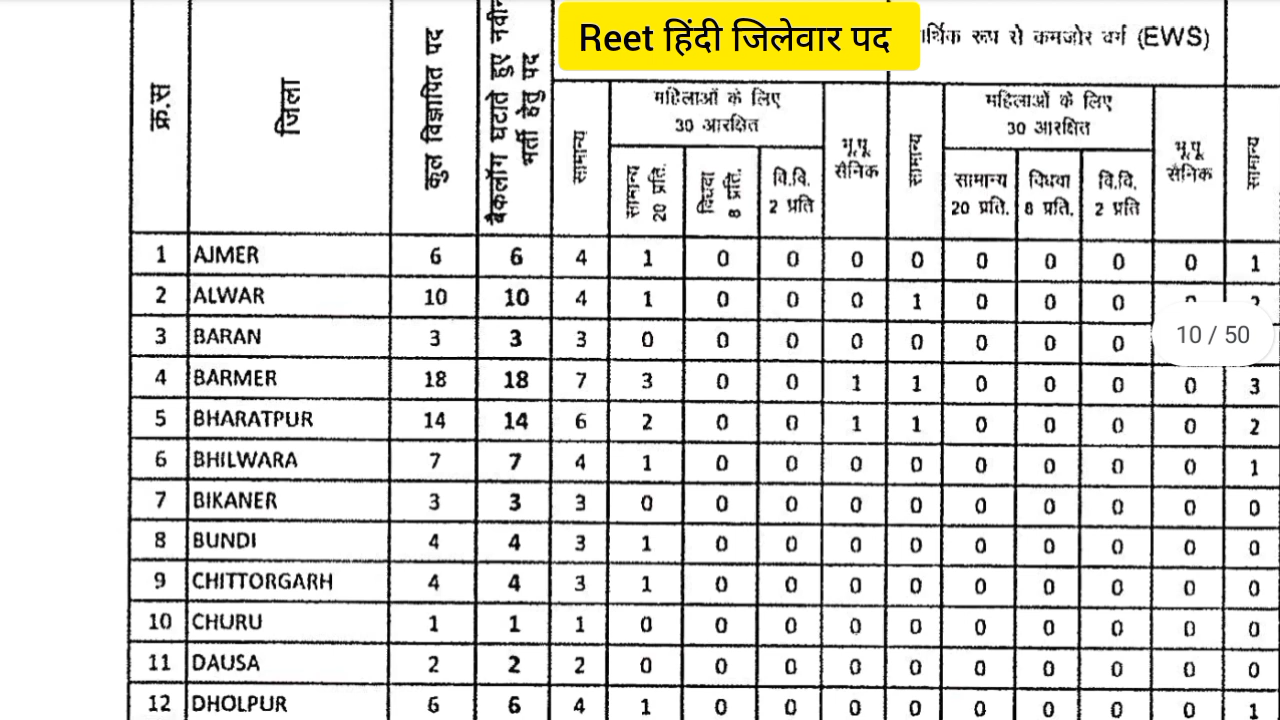 Reet हिंदी जिलेवार पद
र्थिक रूप से कमजोर वर्ग (EWS)
क्र.स जिला कुल विज्ञापित पद बैकलॉग घटाते हुए नवीन भर्ती हेतु पद सामान्य महिलाओं के लिए 30 आरक्षित भू.पू. सैनिक सामान्य महिलाओं के लिए 30 आरक्षित भू.पू. सैनिक सामान्य
सामान्य 20 प्रति. विधवा 8 प्रति. वि.वि. 2 प्रति सामान्य 20 प्रति. विधवा 8 प्रति. वि.वि. 2 प्रति
1 AJMER 6 6 4 1 0 0 0 0 0 0 0 0 1
2 ALWAR 10 10 4 1 0 0 0 1 0 0 0
3 BARAN 3 3 3 0 0 0 0 0 0 0 0
10 / 50
4 BARMER 18 18 7 3 0 0 1 1 0 0 0 0 3
5 BHARATPUR 14 14 6 2 0 0 1 1 0 0 0 0 2
6 BHILWARA 7 7 4 1 0 0 0 0 0 0 0 0 1
7 BIKANER 3 3 3 0 0 0 0 0 0 0 0 0 0
8 BUNDI 4 4 3 1 0 0 0 0 0 0 0 0 0
9 CHITTORGARH 4 4 3 1 0 0 0 0 0 0 0 0 0
10 CHURU 1 1 1 0 0 0 0 0 0 0 0 0 0
11 DAUSA 2 2 2 0 0 0 0 0 0 0 0 0 0
12 DHOLPUR 6 6 4 1 0 0 0 0 0 0 0 0 1